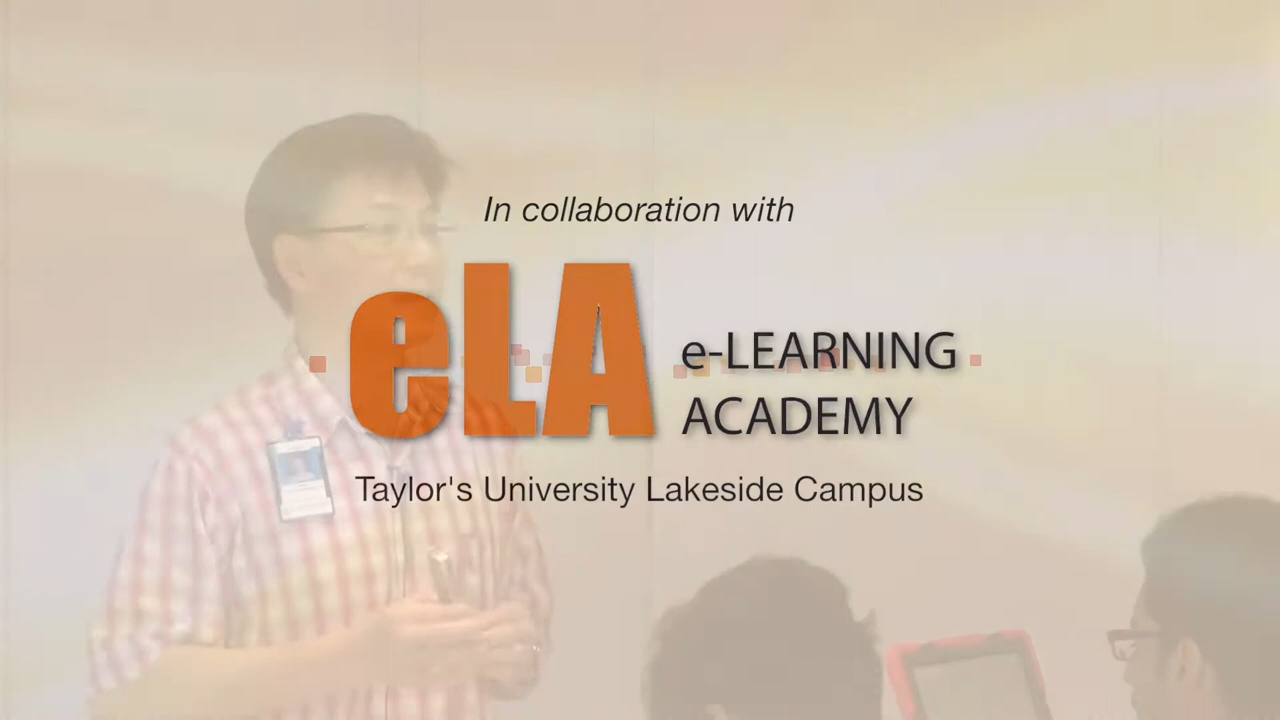 In collaboration with
eLA
e-LEARNING
ACADEMY
Taylor's University Lakeside Campus